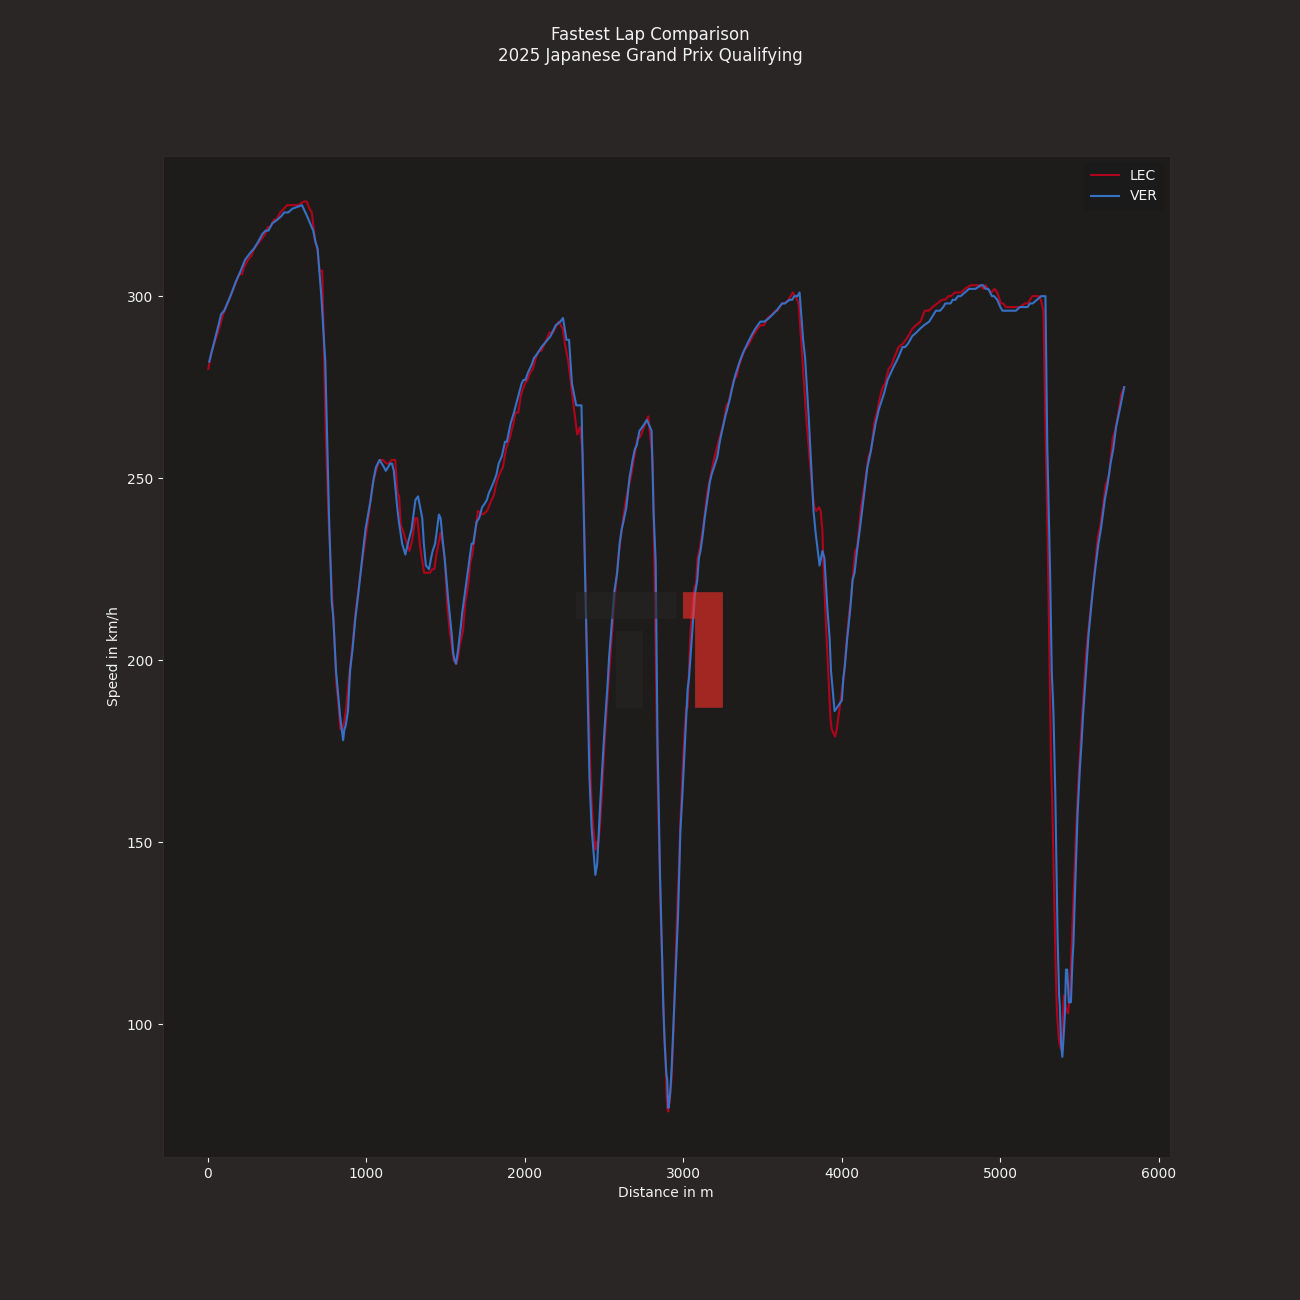 Fastest Lap Comparison
2025 Japanese Grand Prix Qualifying
LEC
VER
Speed in km/h
300
250
200
150
100
0 1000 2000 3000 4000 5000 6000
Distance in m